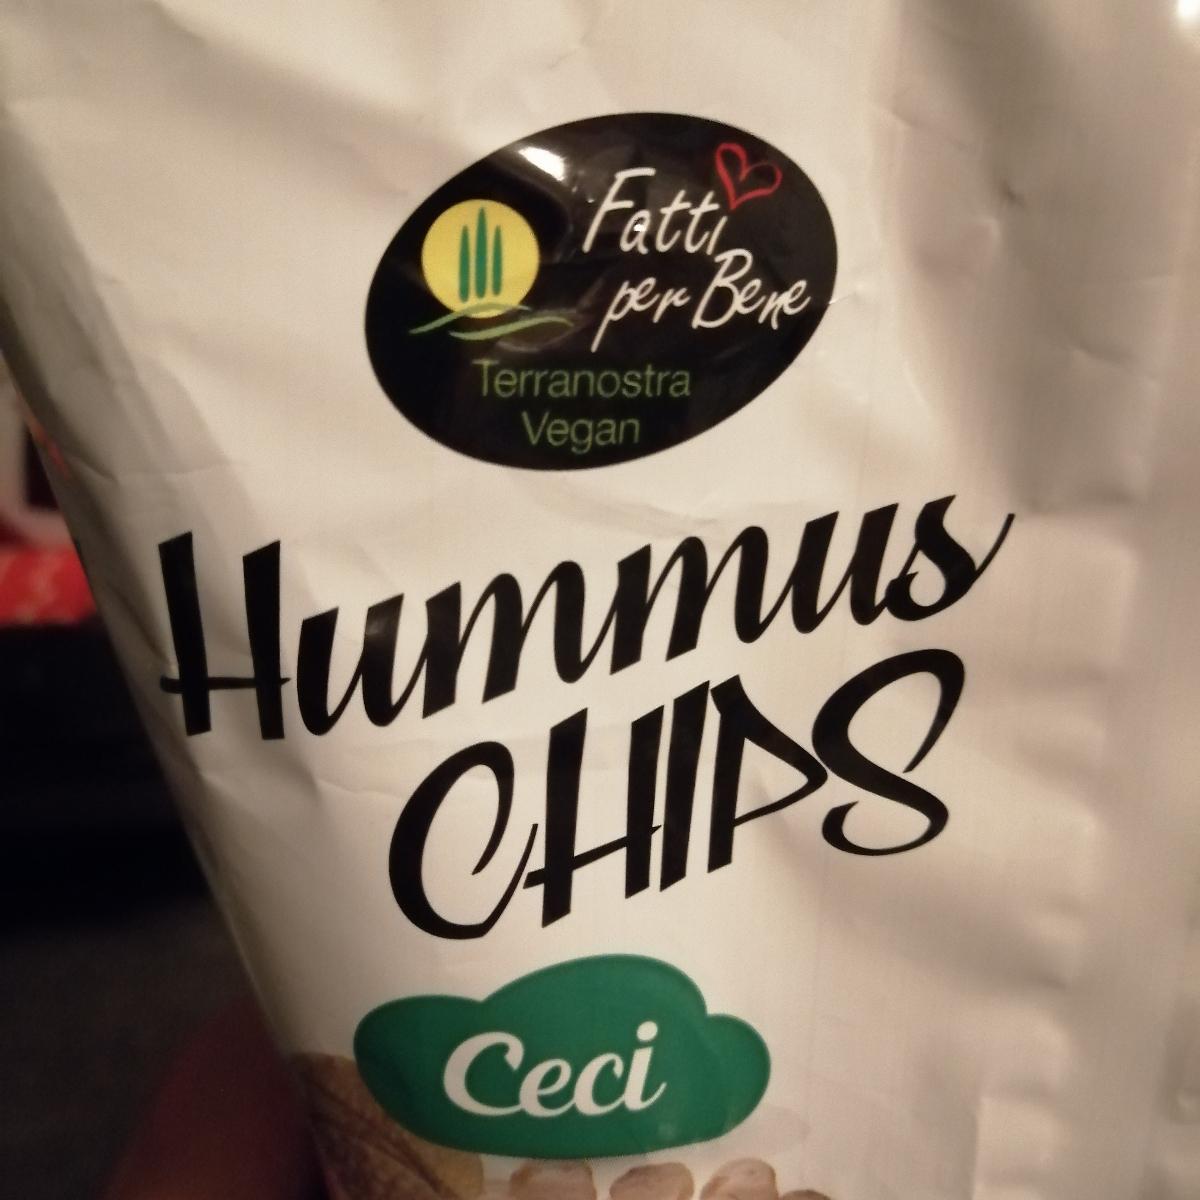 Fatti
per Bene
Terranostra
Vegan
Hummus
CHIPS
Ceci